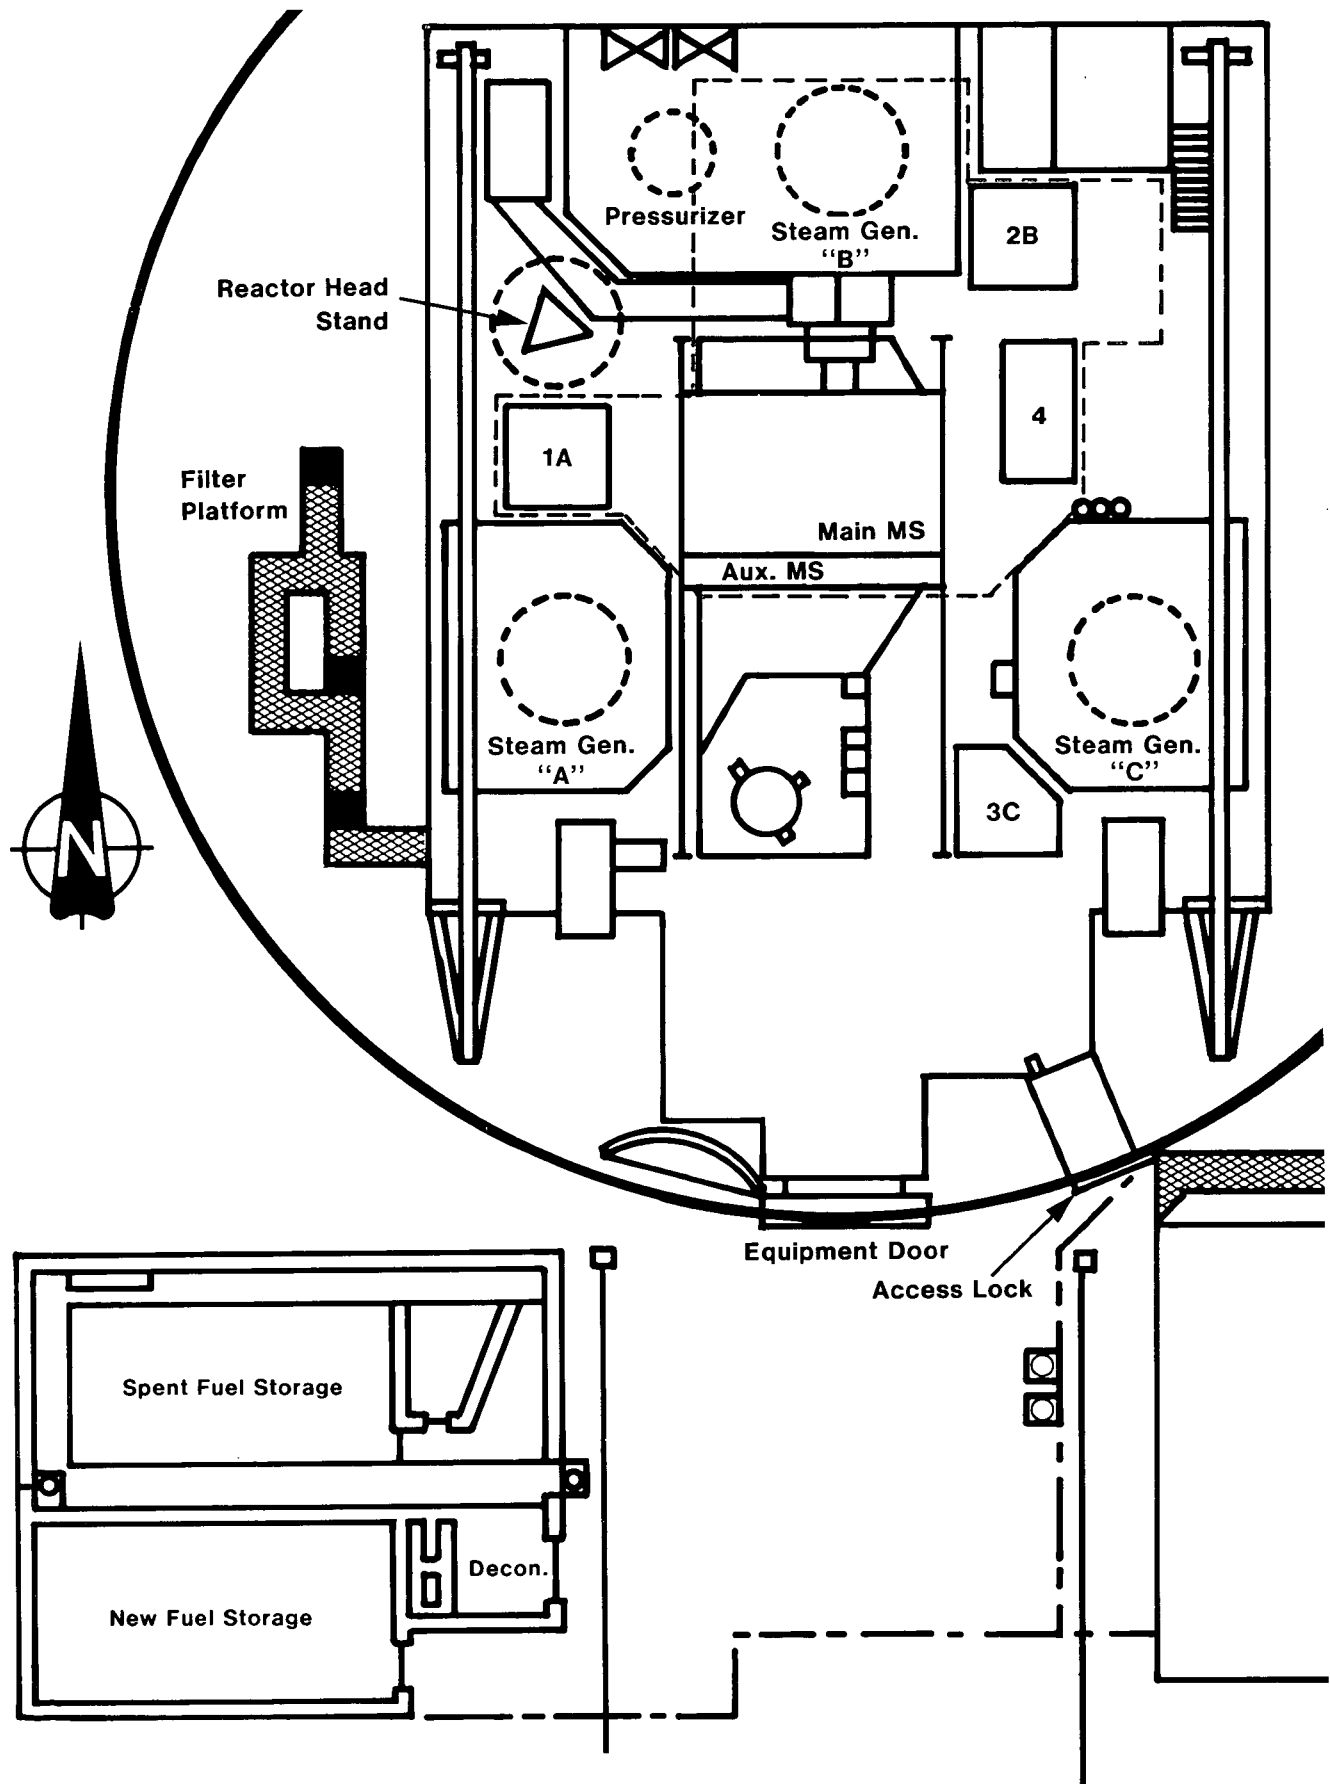 Pressurizer
Steam Gen.
“B”
2B
Reactor Head
Stand
4
1A
Filter
Platform
Main MS
Aux. MS
Steam Gen.
“A”
Steam Gen.
“C”
3C
N
Equipment Door
Access Lock
Spent Fuel Storage
Decon.
New Fuel Storage